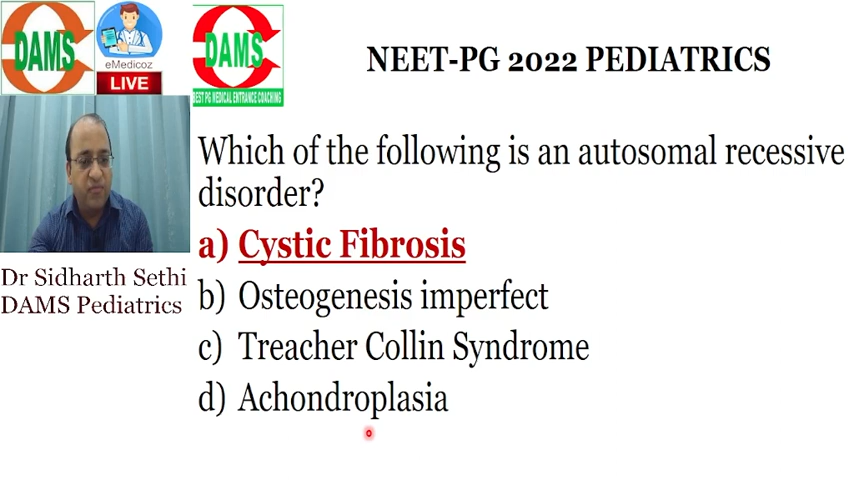 DAMS
eMedicoz
LIVE
DAMS
BEST PG MEDICAL ENTRANCE COACHING
NEET-PG 2022 PEDIATRICS
Which of the following is an autosomal recessive
disorder?
a) Cystic Fibrosis
b) Osteogenesis imperfect
c) Treacher Collin Syndrome
d) Achondroplasia
Dr Sidharth Sethi
DAMS Pediatrics